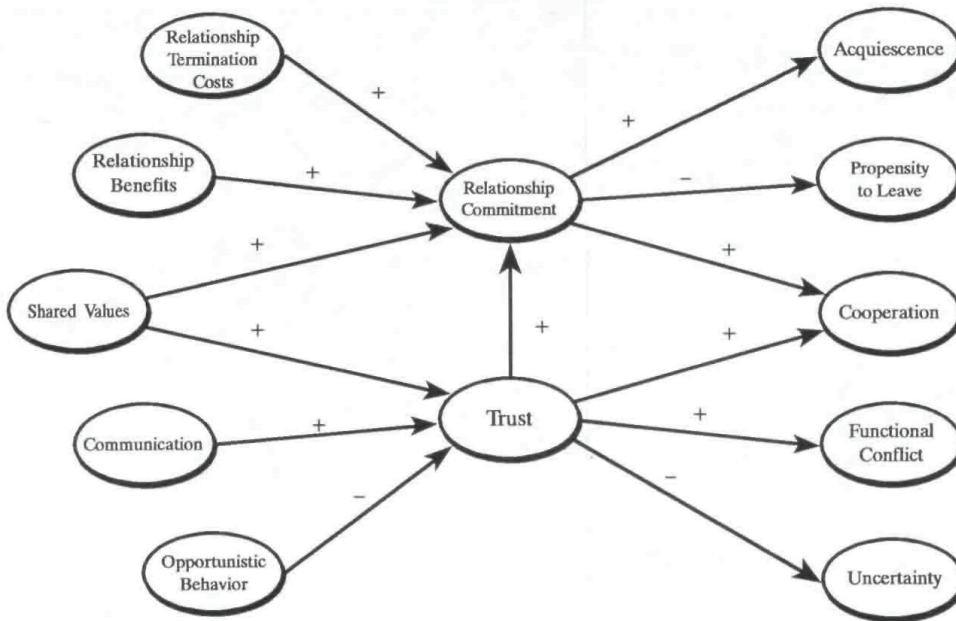 Relationship
Termination
Costs
Acquiescence
+
+
Relationship
Benefits
+
Relationship
Commitment
−
Propensity
to Leave
+
+
Shared Values
+
+
+
Cooperation
Communication
+
Trust
+
Functional
Conflict
−
−
Opportunistic
Behavior
Uncertainty